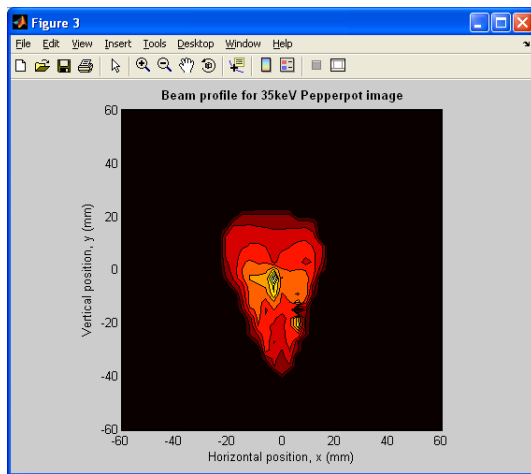 Figure 3
File Edit View Insert Tools Desktop Window Help
Beam profile for 35keV Pepperpot image
60
40
20
0
-20
-40
-60
Vertical position, y (mm)
-60 -40 -20 0 20 40 60
Horizontal position, x (mm)